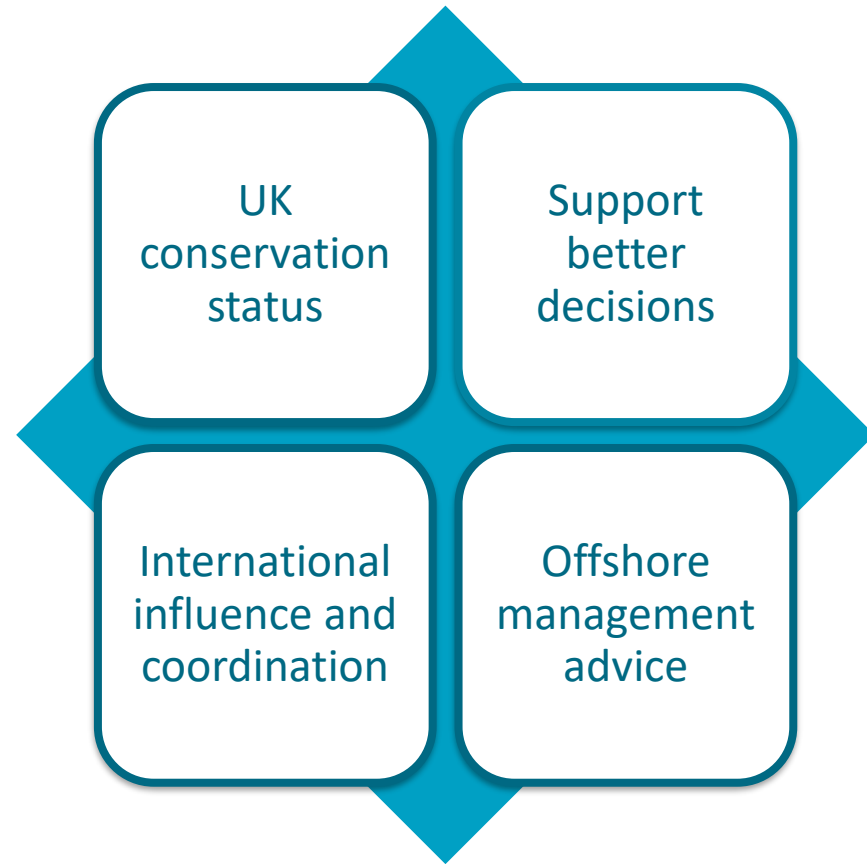 UK
conservation
status
Support
better
decisions
International
influence and
coordination
Offshore
management
advice